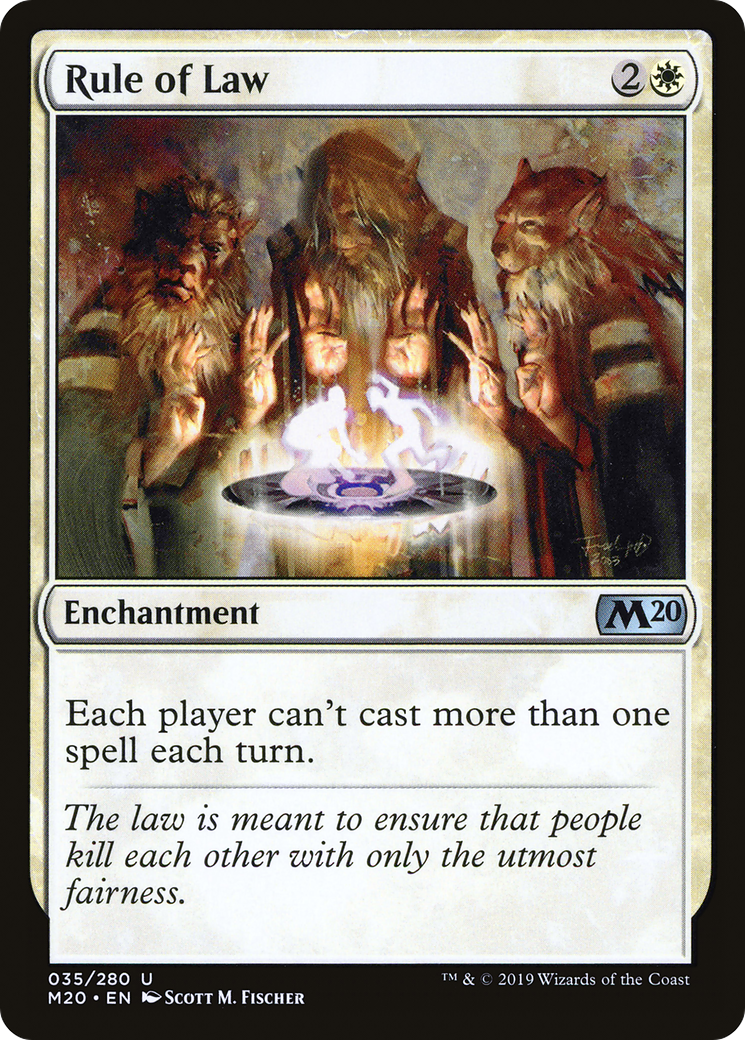 Rule of Law 2
Enchantment M20
Each player can't cast more than one
spell each turn.
The law is meant to ensure that people
kill each other with only the utmost
fairness.
035/280 U
™ & © 2019 Wizards of the Coast
M20 • EN Scott M. Fischer